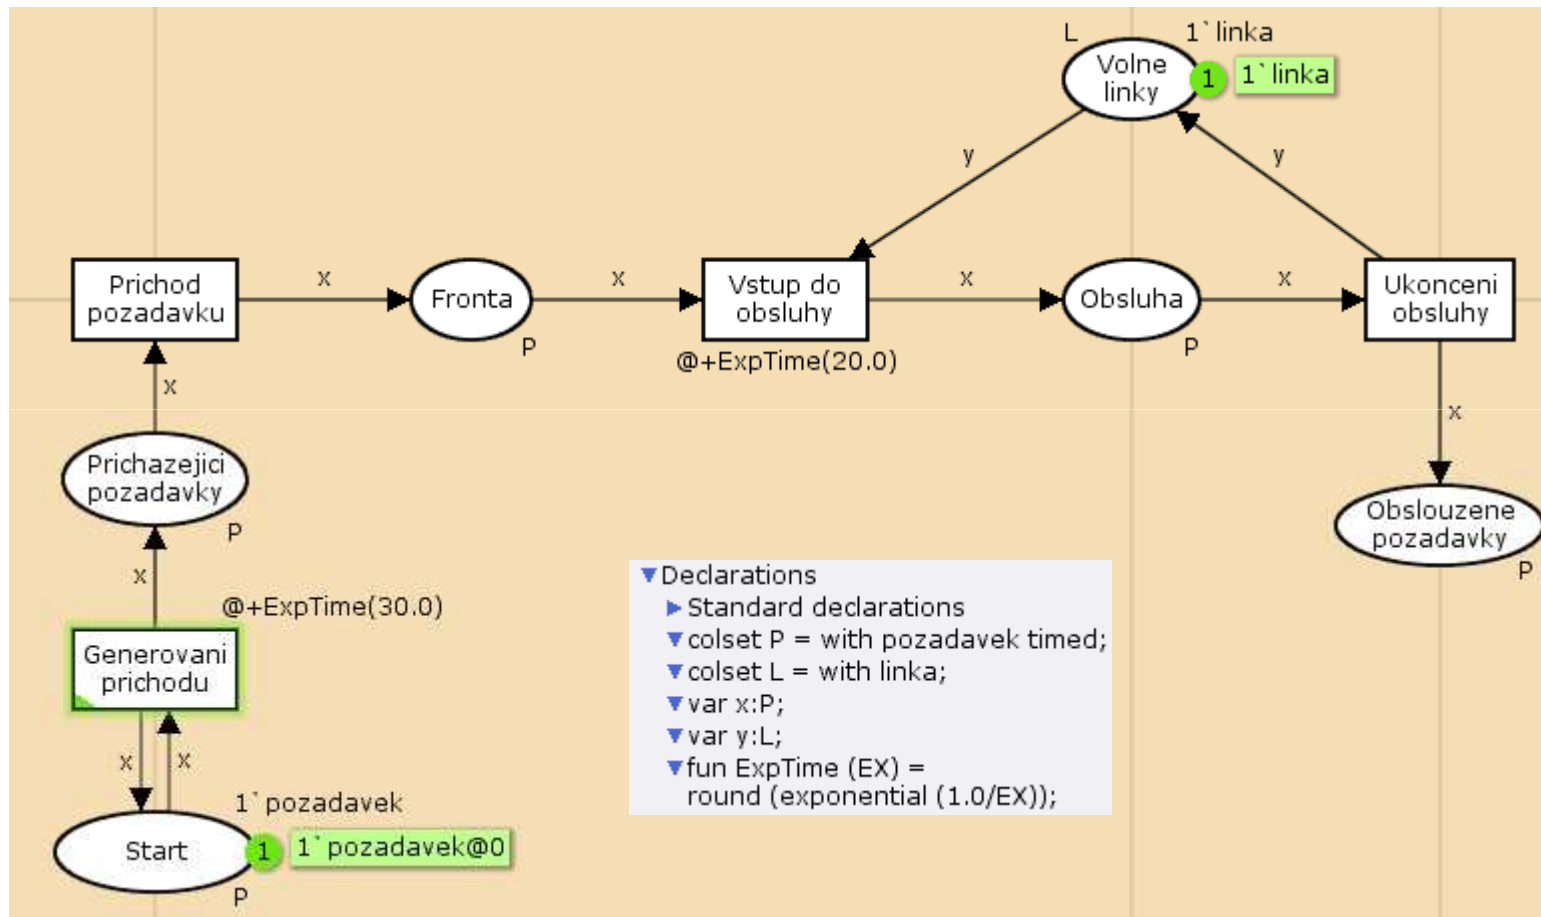 L
1`linka
Volne
linky
1
1`linka
y
y
Prichod
pozadavku
x
Fronta
P
x
Vstup do
obsluhy
@+ExpTime(20.0)
x
Obsluha
P
x
Ukonceni
obsluhy
x
x
Prichazejici
pozadavky
P
Obslouzene
pozadavky
P
x
@+ExpTime(30.0)
Generovani
prichodu
x
x
1`pozadavek
Start
1
1`pozadavek@0
P
Declarations
Standard declarations
colset P = with pozadavek timed;
colset L = with linka;
var x:P;
var y:L;
fun ExpTime (EX) =
round (exponential (1.0/EX));